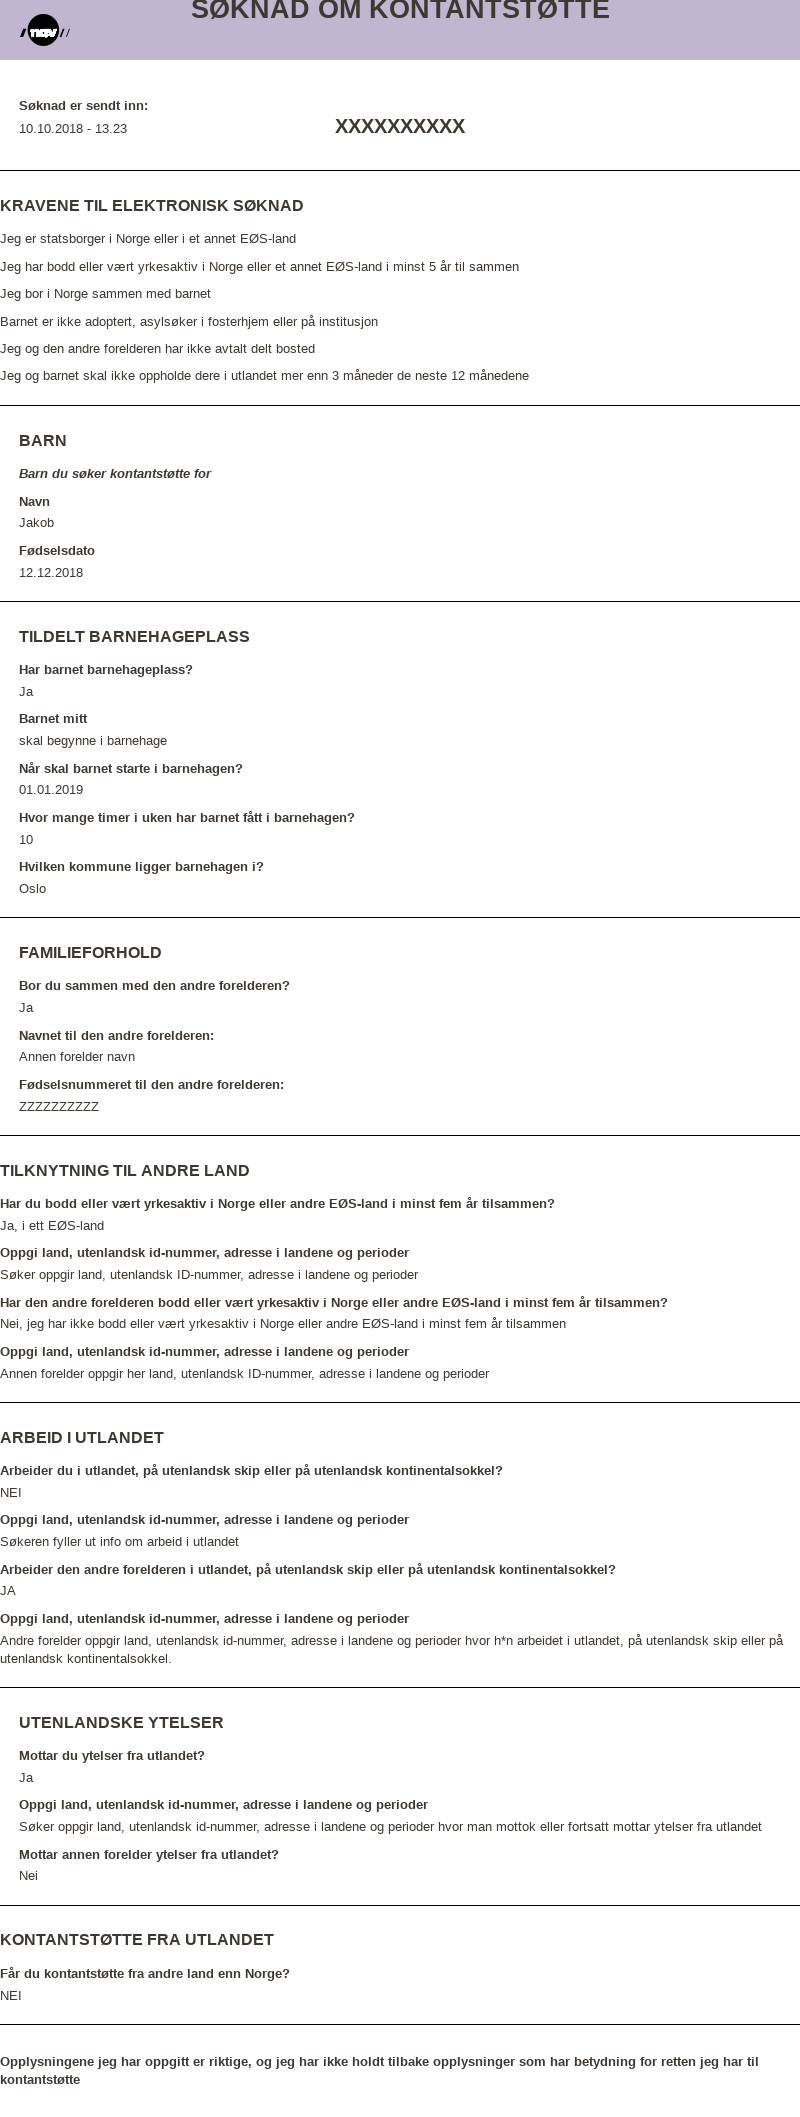 SØKNAD OM KONTANTSTØTTE
nav
Søknad er sendt inn:
10.10.2018 - 13.23
XXXXXXXXXX
KRAVENE TIL ELEKTRONISK SØKNAD
Jeg er statsborger i Norge eller i et annet EØS-land
Jeg har bodd eller vært yrkesaktiv i Norge eller et annet EØS-land i minst 5 år til sammen
Jeg bor i Norge sammen med barnet
Barnet er ikke adoptert, asylsøker i fosterhjem eller på institusjon
Jeg og den andre forelderen har ikke avtalt delt bosted
Jeg og barnet skal ikke oppholde dere i utlandet mer enn 3 måneder de neste 12 månedene
BARN
Barn du søker kontantstøtte for
Navn
Jakob
Fødselsdato
12.12.2018
TILDELT BARNEHAGEPLASS
Har barnet barnehageplass?
Ja
Barnet mitt
skal begynne i barnehage
Når skal barnet starte i barnehagen?
01.01.2019
Hvor mange timer i uken har barnet fått i barnehagen?
10
Hvilken kommune ligger barnehagen i?
Oslo
FAMILIEFORHOLD
Bor du sammen med den andre forelderen?
Ja
Navnet til den andre forelderen:
Annen forelder navn
Fødselsnummeret til den andre forelderen:
ZZZZZZZZZZ
TILKNYTNING TIL ANDRE LAND
Har du bodd eller vært yrkesaktiv i Norge eller andre EØS-land i minst fem år tilsammen?
Ja, i ett EØS-land
Oppgi land, utenlandsk id-nummer, adresse i landene og perioder
Søker oppgir land, utenlandsk ID-nummer, adresse i landene og perioder
Har den andre forelderen bodd eller vært yrkesaktiv i Norge eller andre EØS-land i minst fem år tilsammen?
Nei, jeg har ikke bodd eller vært yrkesaktiv i Norge eller andre EØS-land i minst fem år tilsammen
Oppgi land, utenlandsk id-nummer, adresse i landene og perioder
Annen forelder oppgir her land, utenlandsk ID-nummer, adresse i landene og perioder
ARBEID I UTLANDET
Arbeider du i utlandet, på utenlandsk skip eller på utenlandsk kontinentalsokkel?
NEI
Oppgi land, utenlandsk id-nummer, adresse i landene og perioder
Søkeren fyller ut info om arbeid i utlandet
Arbeider den andre forelderen i utlandet, på utenlandsk skip eller på utenlandsk kontinentalsokkel?
JA
Oppgi land, utenlandsk id-nummer, adresse i landene og perioder
Andre forelder oppgir land, utenlandsk id-nummer, adresse i landene og perioder hvor h*n arbeidet i utlandet, på utenlandsk skip eller på
utenlandsk kontinentalsokkel.
UTENLANDSKE YTELSER
Mottar du ytelser fra utlandet?
Ja
Oppgi land, utenlandsk id-nummer, adresse i landene og perioder
Søker oppgir land, utenlandsk id-nummer, adresse i landene og perioder hvor man mottok eller fortsatt mottar ytelser fra utlandet
Mottar annen forelder ytelser fra utlandet?
Nei
KONTANTSTØTTE FRA UTLANDET
Får du kontantstøtte fra andre land enn Norge?
NEI
Opplysningene jeg har oppgitt er riktige, og jeg har ikke holdt tilbake opplysninger som har betydning for retten jeg har til
kontantstøtte